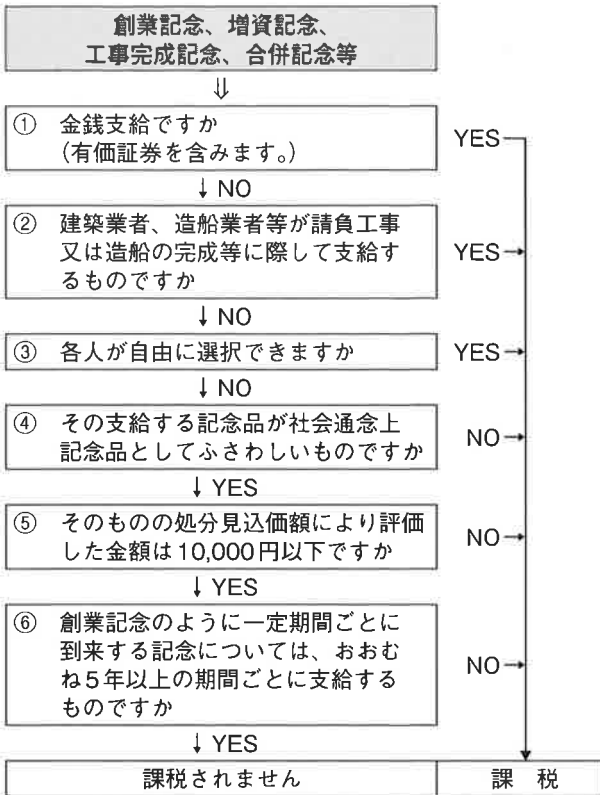 創業記念、増資記念、
工事完成記念、合併記念等
⇓
① 金銭支給ですか
(有価証券を含みます。)
YES
↓ NO
② 建築業者、造船業者等が請負工事
又は造船の完成等に際して支給す
るものですか
YES→
↓ NO
③ 各人が自由に選択できますか
YES→
↓ NO
④ その支給する記念品が社会通念上
記念品としてふさわしいものですか
NO→
↓ YES
⑤ そのものの処分見込価額により評価
した金額は10,000円以下ですか
NO→
↓ YES
⑥ 創業記念のように一定期間ごとに
到来する記念については、おおむ
ね5年以上の期間ごとに支給する
ものですか
NO→
↓ YES
課税されません
課 税